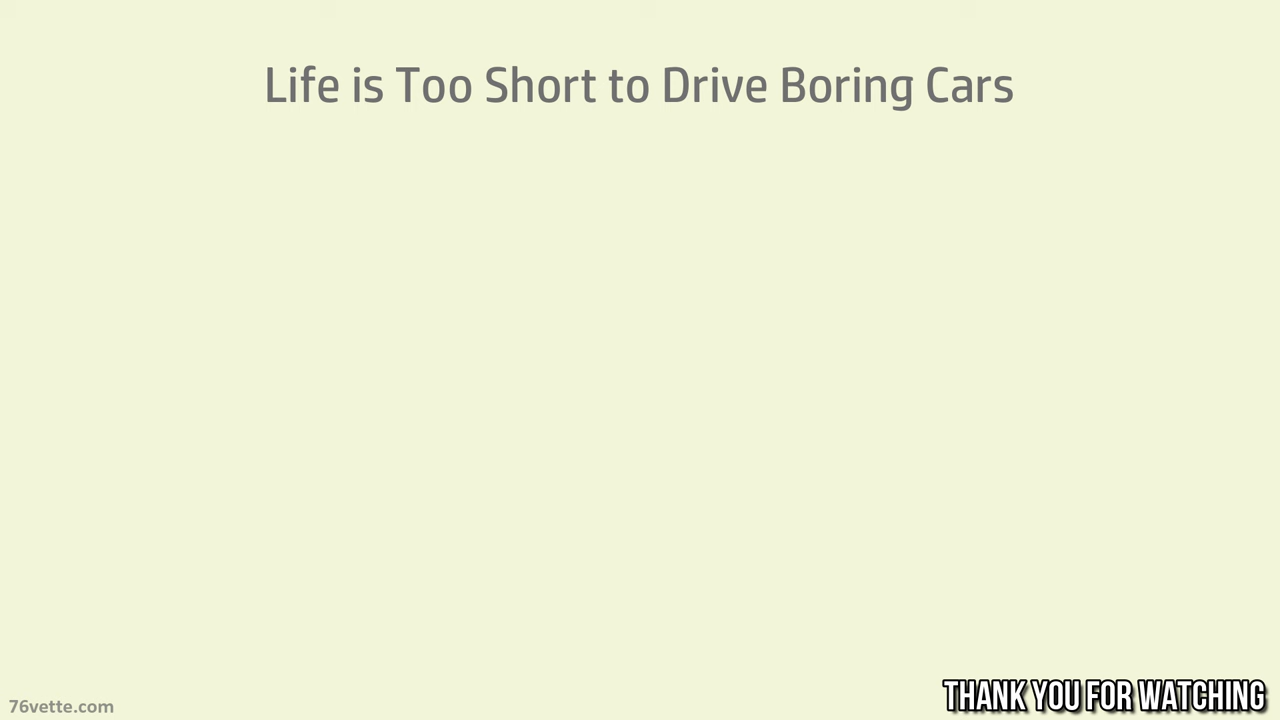 Life is Too Short to Drive Boring Cars
76vette.com
THANK YOU FOR WATCHING